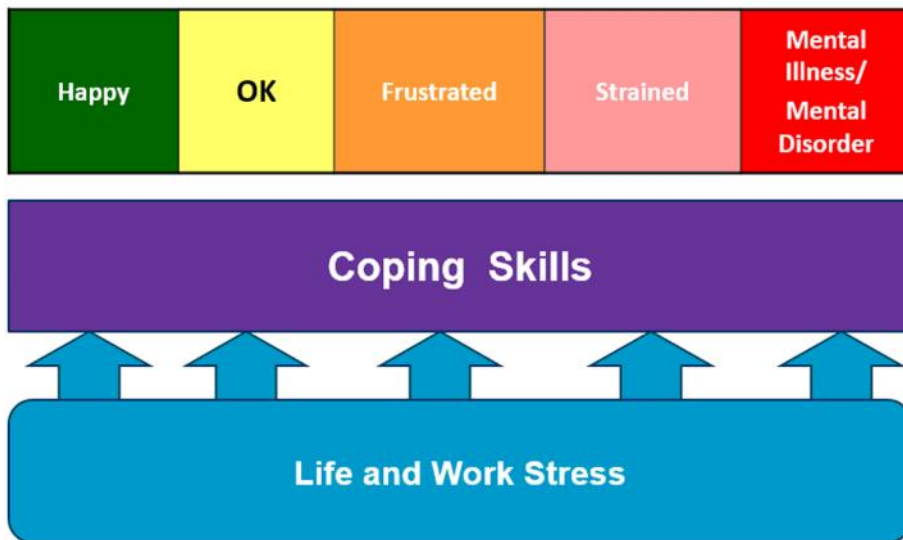 Happy
OK
Frustrated
Strained
Mental
Illness/
Mental
Disorder
Coping Skills
Life and Work Stress